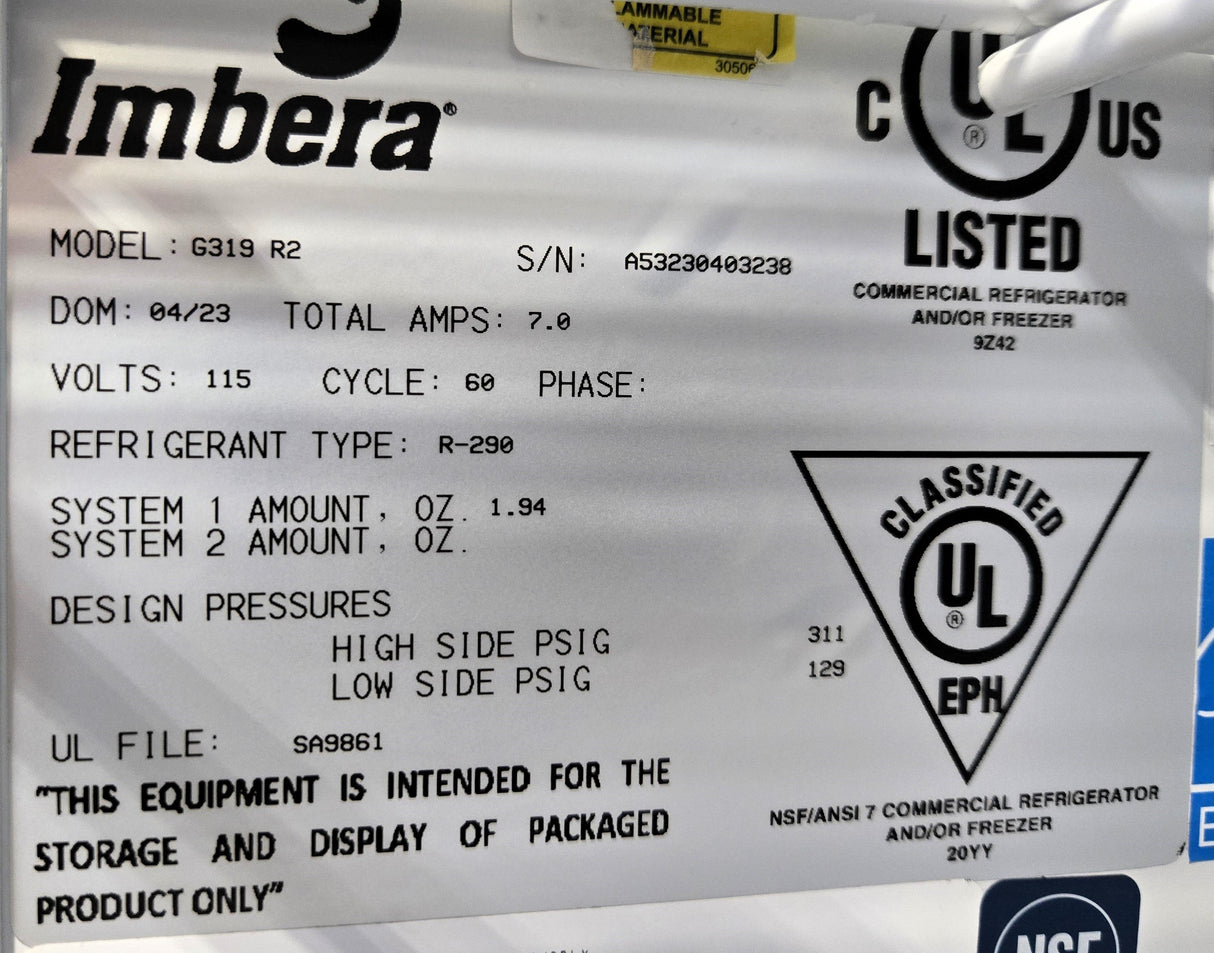 AMMABLE
ATERIAL
30506
Imbera®
C UL® US
LISTED
COMMERCIAL REFRIGERATOR
AND/OR FREEZER
9Z42
MODEL: G319 R2 S/N: A53230403238
DOM: 04/23 TOTAL AMPS: 7.0
VOLTS: 115 CYCLE: 60 PHASE:
REFRIGERANT TYPE: R-290
SYSTEM 1 AMOUNT, OZ. 1.94
SYSTEM 2 AMOUNT, OZ.
DESIGN PRESSURES
HIGH SIDE PSIG 311
LOW SIDE PSIG 129
UL FILE: SA9861
"THIS EQUIPMENT IS INTENDED FOR THE
STORAGE AND DISPLAY OF PACKAGED
PRODUCT ONLY"
CLASSIFIED
UL®
EPH
NSF/ANSI 7 COMMERCIAL REFRIGERATOR
AND/OR FREEZER
20YY
E
NSF